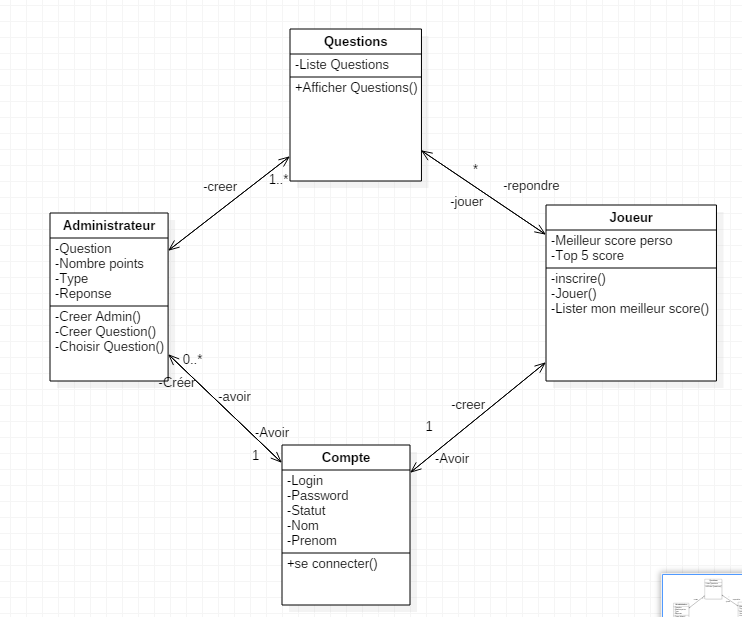 Questions
-Liste Questions
+Afficher Questions()
-creer
1..*
*
-repondre
-jouer
Administrateur
-Question
-Nombre points
-Type
-Reponse
-Creer Admin()
-Creer Question()
-Choisir Question()
Joueur
-Meilleur score perso
-Top 5 score
-inscrire()
-Jouer()
-Lister mon meilleur score()
0..*
-Créer
-avoir
-Avoir
1
-creer
1
-Avoir
Compte
-Login
-Password
-Statut
-Nom
-Prenom
+se connecter()